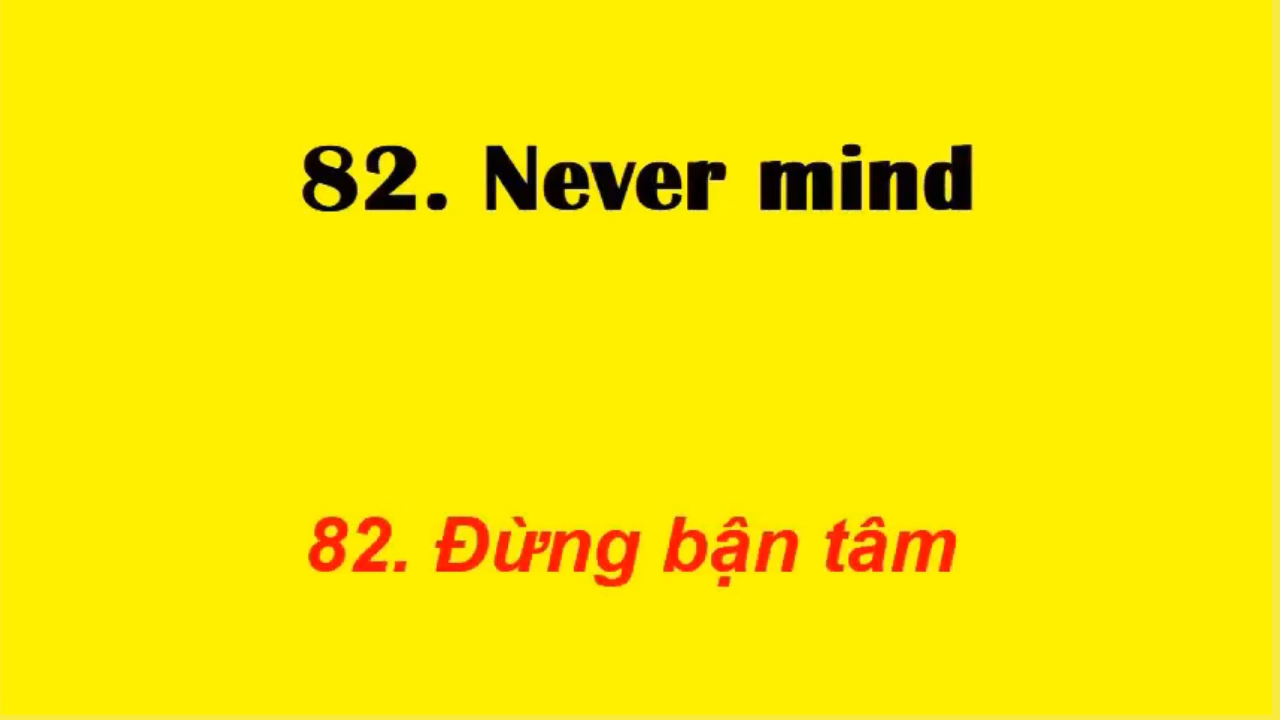 82. Never mind
82. Đừng bận tâm